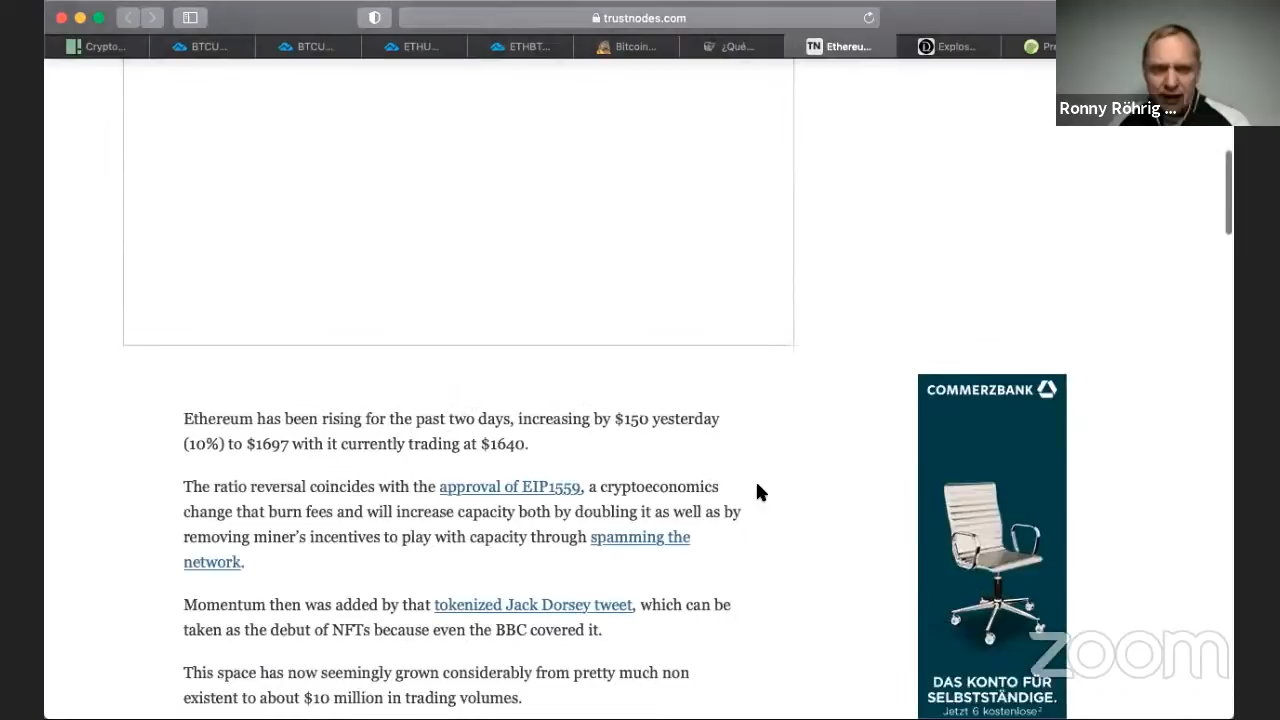 trustnodes.com
Crypto...
BTCU...
BTCU...
ETHU...
ETHBT...
Bitcoin...
¿Qué...
TN Ethereu...
Explos...
Pr
Ronny Röhrig ...
Ethereum has been rising for the past two days, increasing by $150 yesterday
(10%) to $1697 with it currently trading at $1640.
The ratio reversal coincides with the approval of EIP1559, a cryptoeconomics
change that burn fees and will increase capacity both by doubling it as well as by
removing miner's incentives to play with capacity through spamming the
network.
Momentum then was added by that tokenized Jack Dorsey tweet, which can be
taken as the debut of NFTs because even the BBC covered it.
This space has now seemingly grown considerably from pretty much non
existent to about $10 million in trading volumes.
COMMERZBANK
DAS KONTO FÜR
SELBSTSTÄNDIGE.
Jetzt 6 kostenlose²
zoom